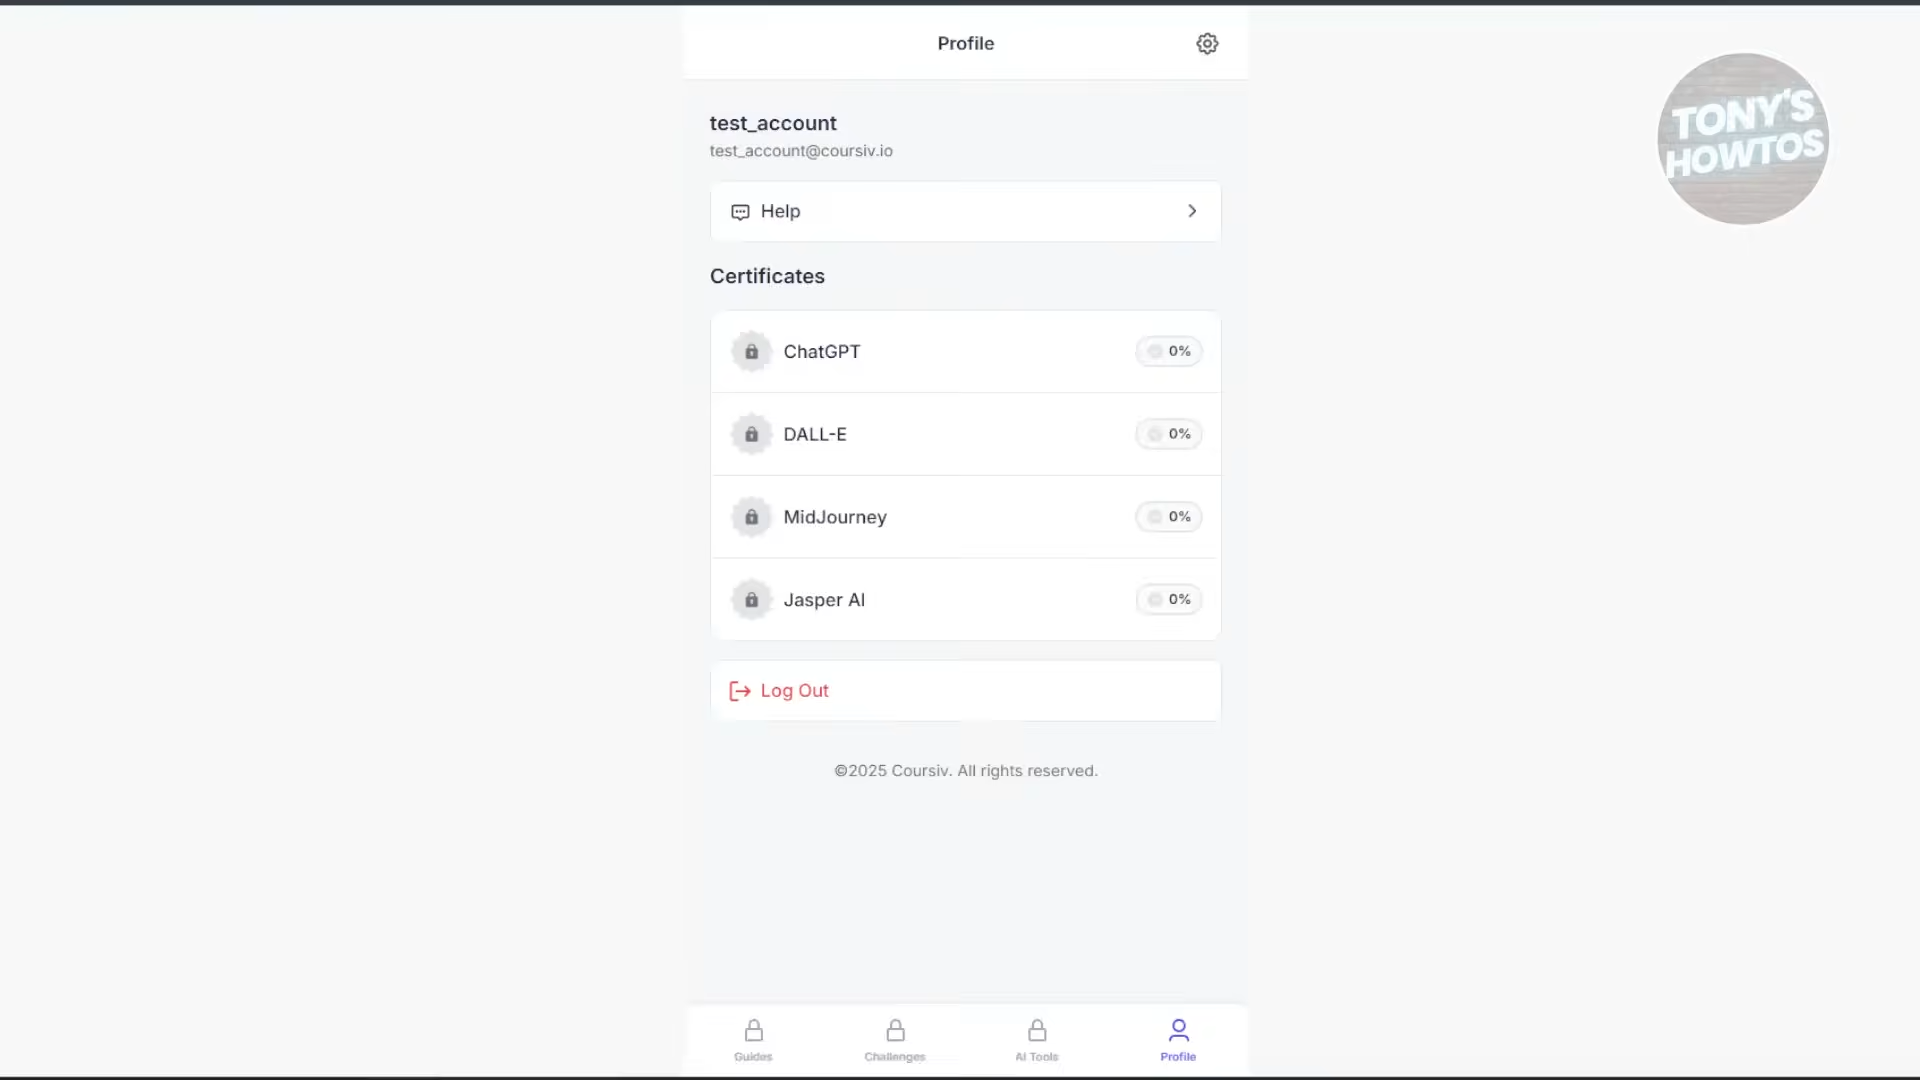 Profile
TONY'S
HOWTOS
test_account
test_account@coursiv.io
Help
Certificates
ChatGPT
0%
DALL-E
0%
MidJourney
0%
Jasper AI
0%
Log Out
©2025 Coursiv. All rights reserved.
Guides
Challenges
AI Tools
Profile